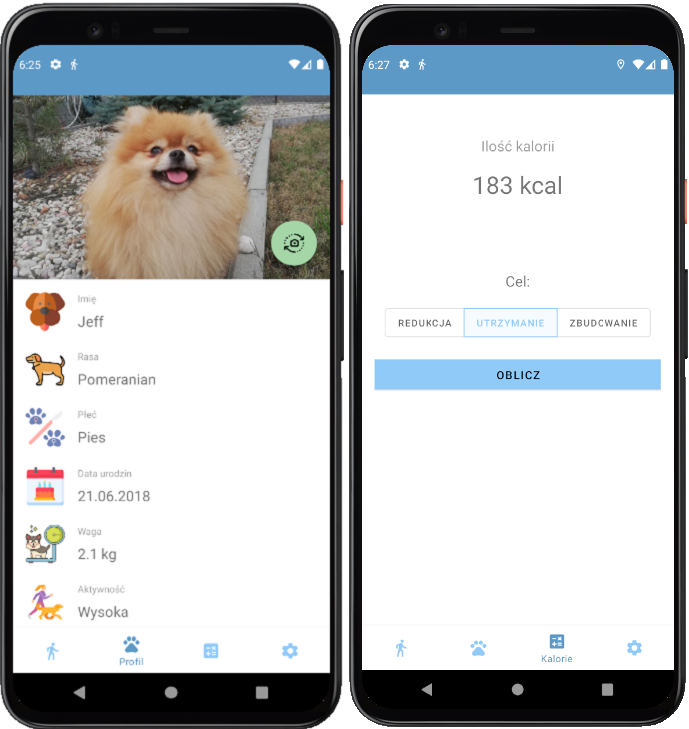 6:25
Imię
Jeff
Rasa
Pomeranian
Płeć
Pies
Data urodzin
21.06.2018
Waga
2.1 kg
Aktywność
Wysoka
Profil
6:27
Ilość kalorii
183 kcal
Cel:
REDUKCJA UTRZYMANIE ZBUDOWANIE
OBLICZ
Kalorie